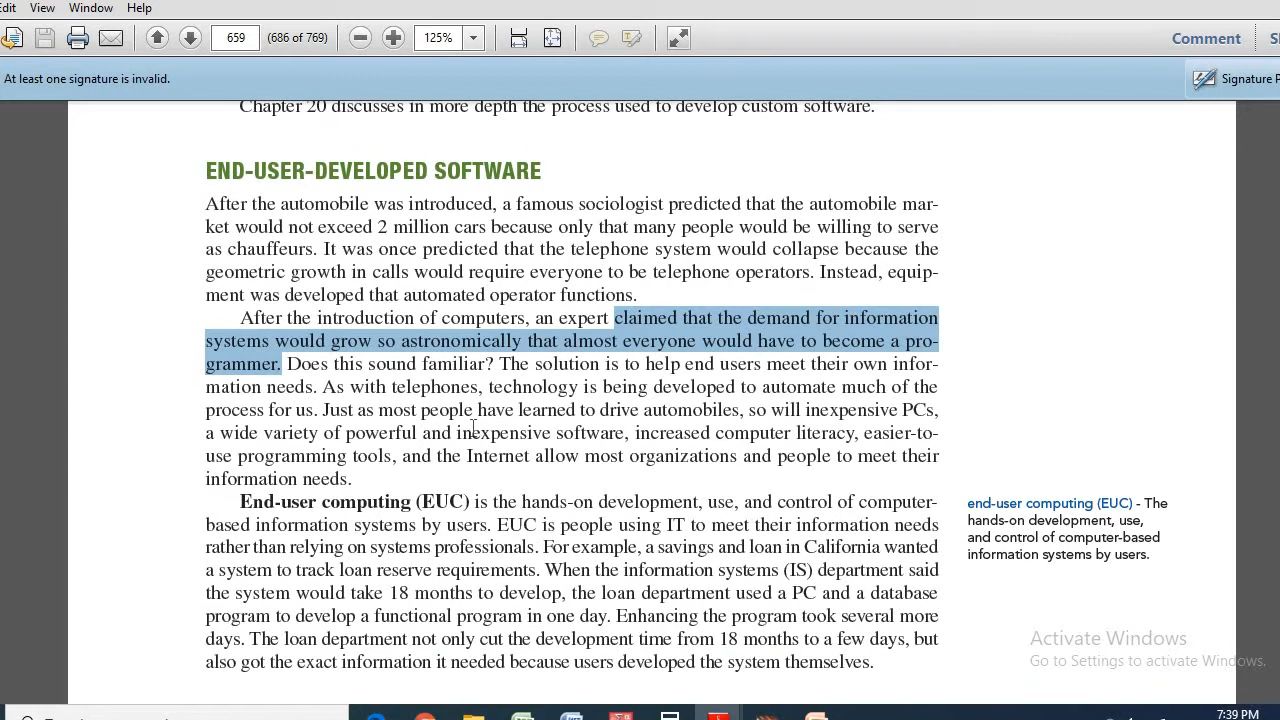 Edit View Window Help
659 (686 of 769) 125% Comment
At least one signature is invalid. Signature P
Chapter 20 discusses in more depth the process used to develop custom software.
END-USER-DEVELOPED SOFTWARE
After the automobile was introduced, a famous sociologist predicted that the automobile mar-
ket would not exceed 2 million cars because only that many people would be willing to serve
as chauffeurs. It was once predicted that the telephone system would collapse because the
geometric growth in calls would require everyone to be telephone operators. Instead, equip-
ment was developed that automated operator functions.
After the introduction of computers, an expert claimed that the demand for information
systems would grow so astronomically that almost everyone would have to become a pro-
grammer. Does this sound familiar? The solution is to help end users meet their own infor-
mation needs. As with telephones, technology is being developed to automate much of the
process for us. Just as most people have learned to drive automobiles, so will inexpensive PCs,
a wide variety of powerful and inexpensive software, increased computer literacy, easier-to-
use programming tools, and the Internet allow most organizations and people to meet their
information needs.
End-user computing (EUC) is the hands-on development, use, and control of computer-
based information systems by users. EUC is people using IT to meet their information needs
rather than relying on systems professionals. For example, a savings and loan in California wanted
a system to track loan reserve requirements. When the information systems (IS) department said
the system would take 18 months to develop, the loan department used a PC and a database
program to develop a functional program in one day. Enhancing the program took several more
days. The loan department not only cut the development time from 18 months to a few days, but
also got the exact information it needed because users developed the system themselves.
end-user computing (EUC) - The
hands-on development, use,
and control of computer-based
information systems by users.
Activate Windows
Go to Settings to activate Windows.
7:39 PM